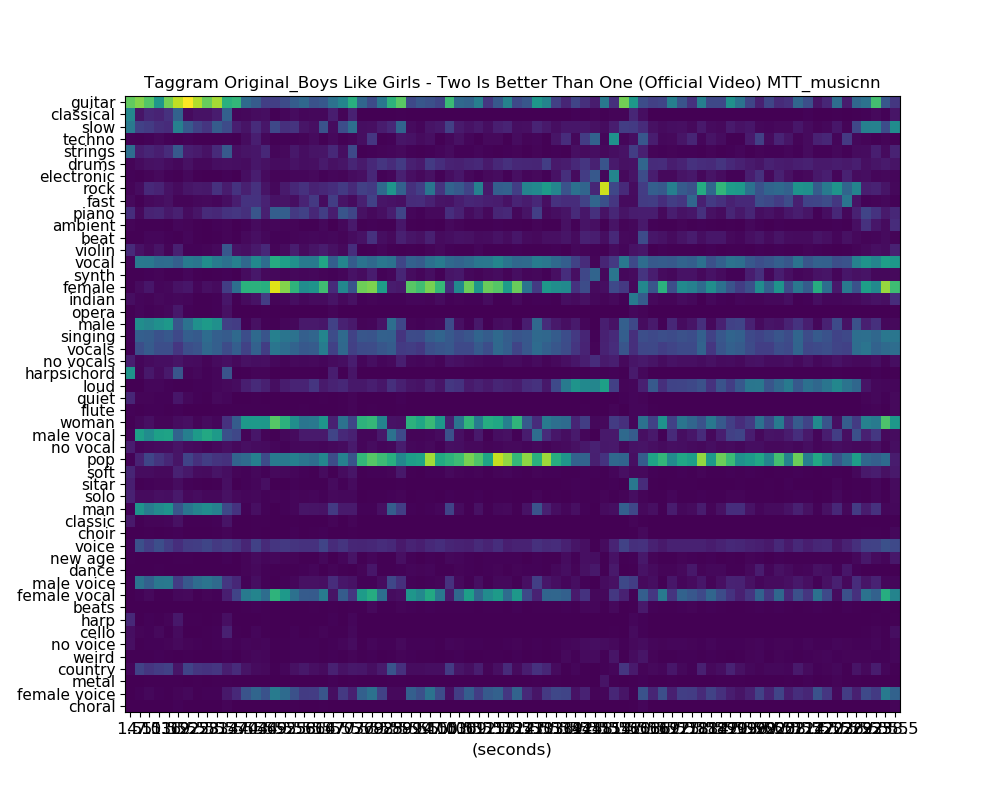 Taggram Original_Boys Like Girls - Two Is Better Than One (Official Video) MTT_musicnn
guitar
classical
slow
techno
strings
drums
electronic
rock
fast
piano
ambient
beat
violin
vocal
synth
female
indian
opera
male
singing
vocals
no vocals
harpsichord
loud
quiet
flute
woman
male vocal
no vocal
pop
soft
sitar
solo
man
classic
choir
voice
new age
dance
male voice
female vocal
beats
harp
cello
no voice
weird
country
metal
female voice
choral
(seconds)